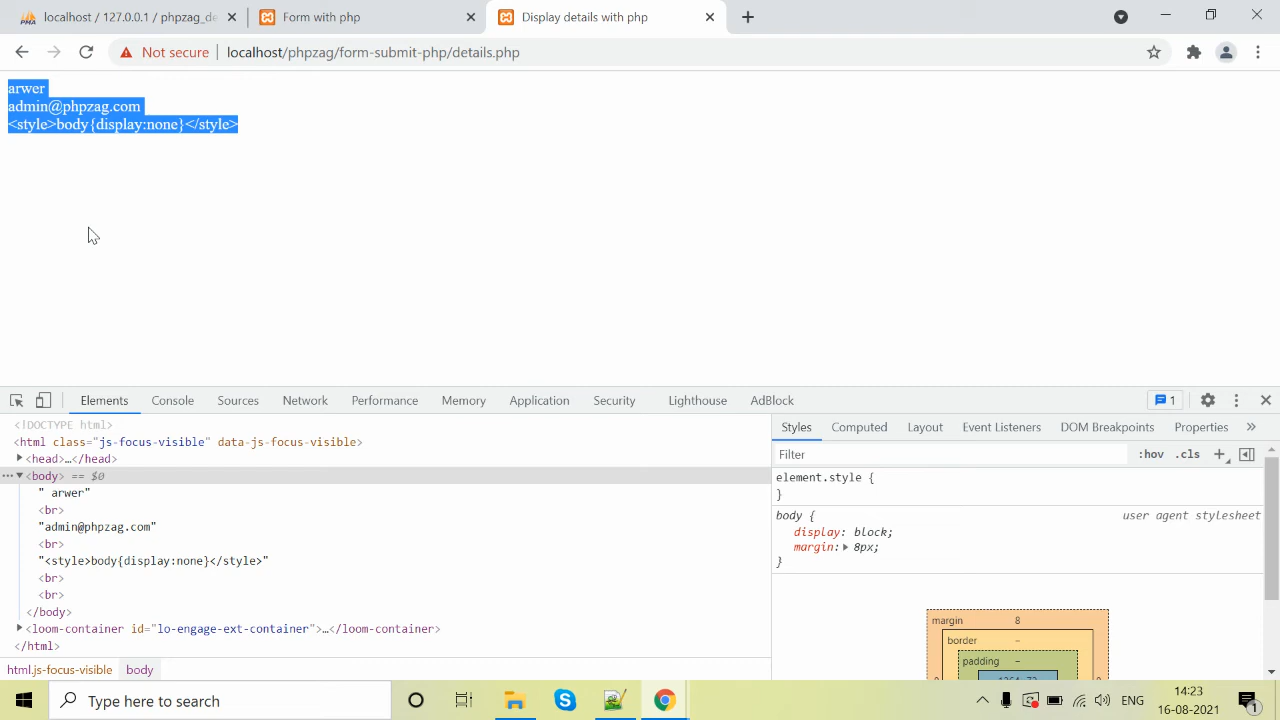 localhost / 127.0.0.1 / phpzag_de
Form with php
Display details with php
Not secure
localhost/phpzag/form-submit-php/details.php
arwer
admin@phpzag.com
<style>body{display:none}</style>
Elements
Console
Sources
Network
Performance
Memory
Application
Security
Lighthouse
AdBlock
1
<!DOCTYPE html>
<html class="js-focus-visible" data-js-focus-visible>
<head>…</head>
<body> == $0
" arwer"
<br>
"admin@phpzag.com"
<br>
"<style>body{display:none}</style>"
<br>
<br>
</body>
<loom-container id="lo-engage-ext-container">…</loom-container>
</html>
html.js-focus-visible
body
Styles
Computed
Layout
Event Listeners
DOM Breakpoints
Properties
Filter
:hov
.cls
element.style {
}
body {
user agent stylesheet
display: block;
margin: 8px;
}
margin
8
border
–
padding
–
Type here to search
ENG
14:23
16-08-2021
1